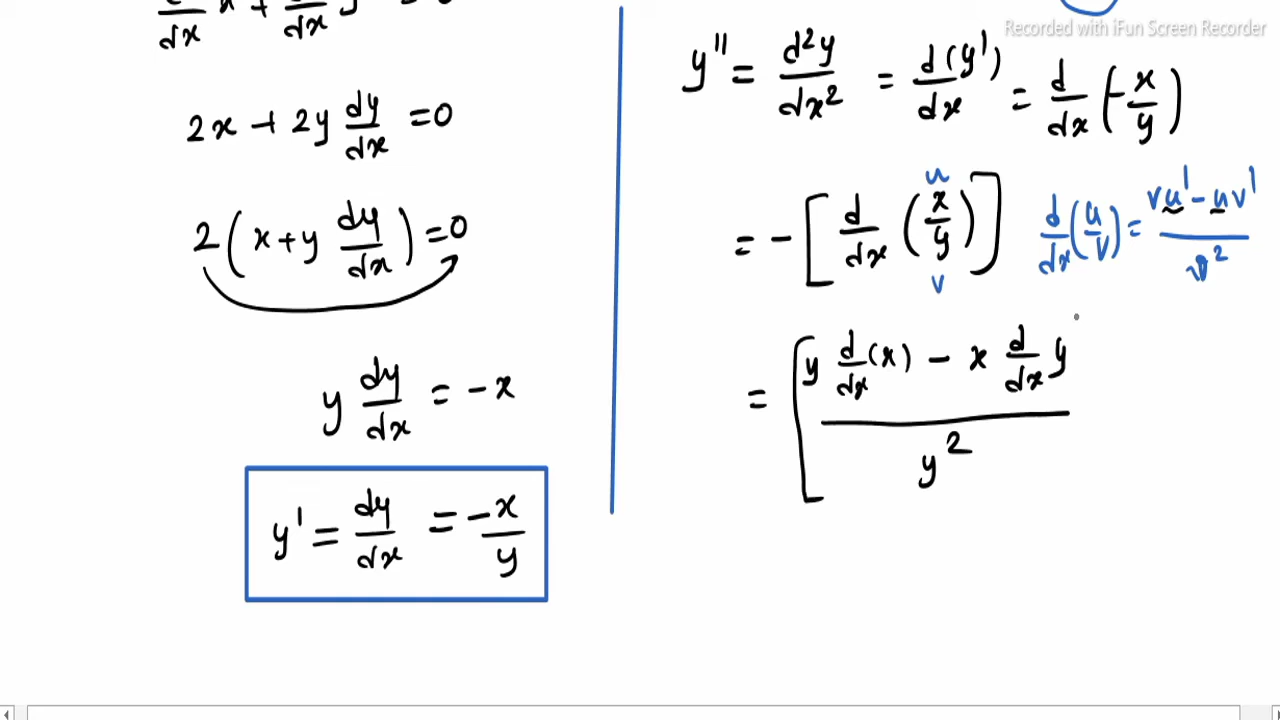 2x + 2y dy/dx = 0
2(x + y dy/dx) = 0
y dy/dx = -x
y' = dy/dx = -x/y
Recorded with iFun Screen Recorder
y'' = d²y/dx² = d(y')/dx = d/dx(-x/y)
= -[d/dx(x/y)]
u
v
d/dx(u/v) = vu' - uv'/v²
= [y d/dx(x) - x d/dx y/y²